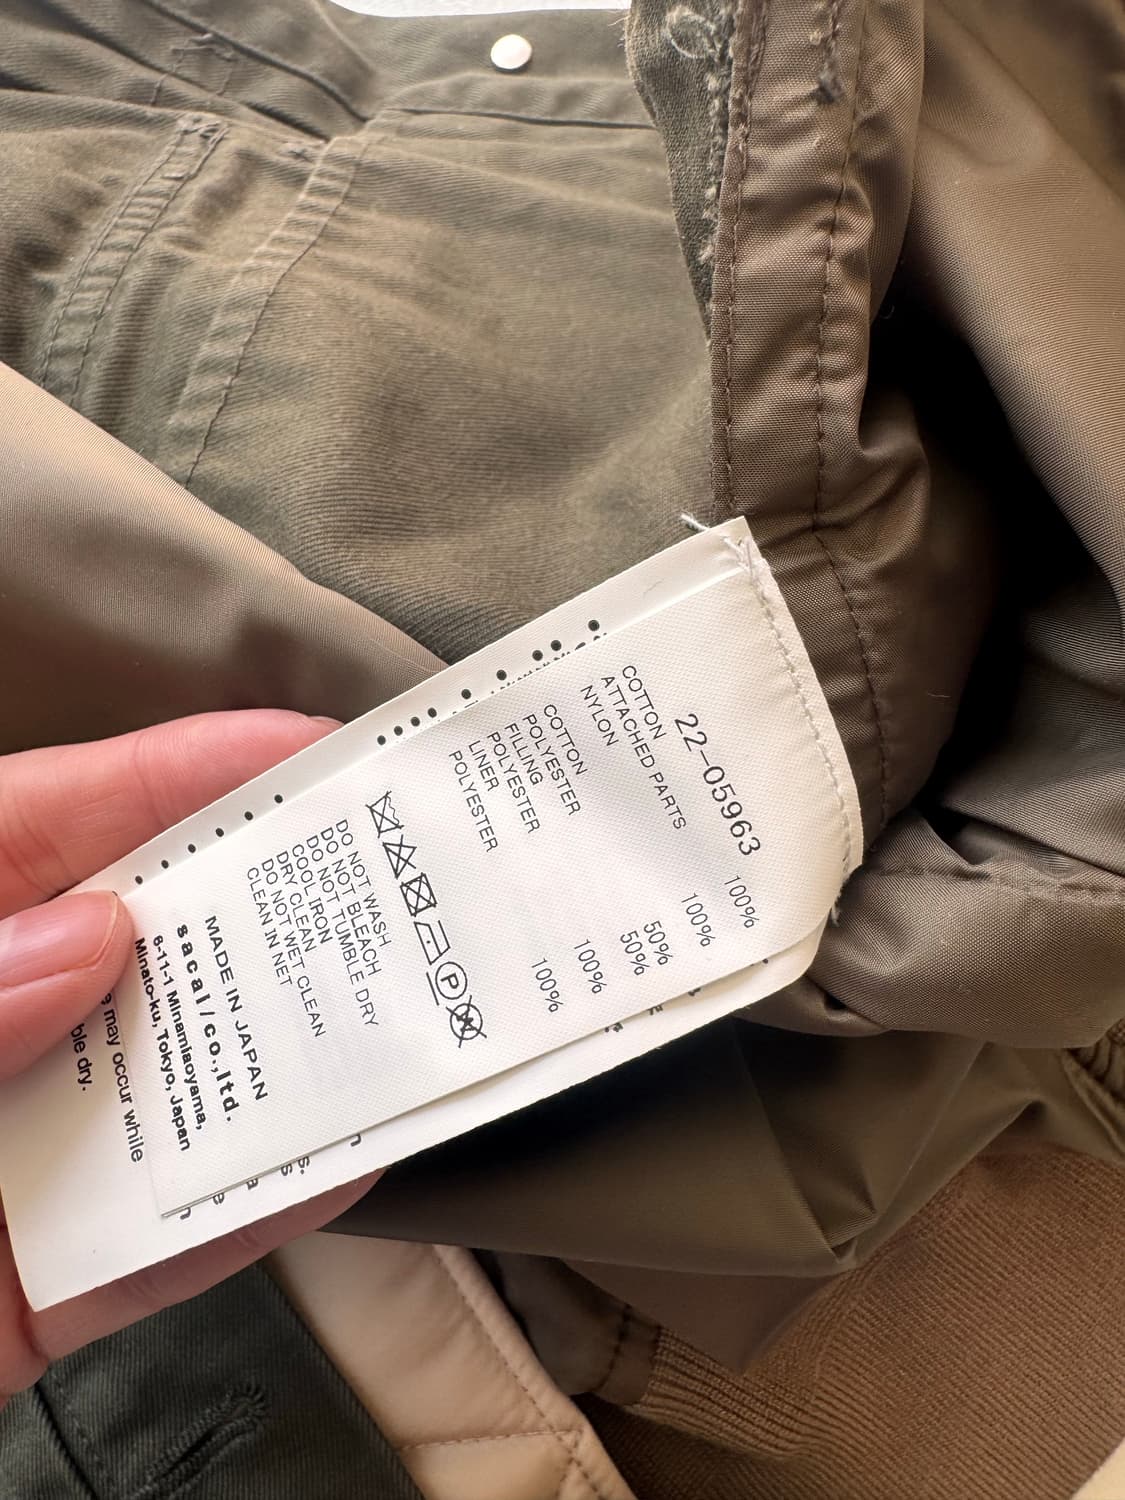 22-05963
COTTON 100%
ATTACHED PARTS
NYLON 100%
COTTON 50%
POLYESTER 50%
FILLING
POLYESTER 100%
LINER
POLYESTER 100%
P
W
DO NOT WASH
DO NOT BLEACH
DO NOT TUMBLE DRY
COOL IRON
DRY CLEAN
DO NOT WET CLEAN
CLEAN IN NET
MADE IN JAPAN
sacai/co.,ltd.
6-11-1 Minamiaoyama,
Minato-ku, Tokyo, Japan
may occur while
ble dry.